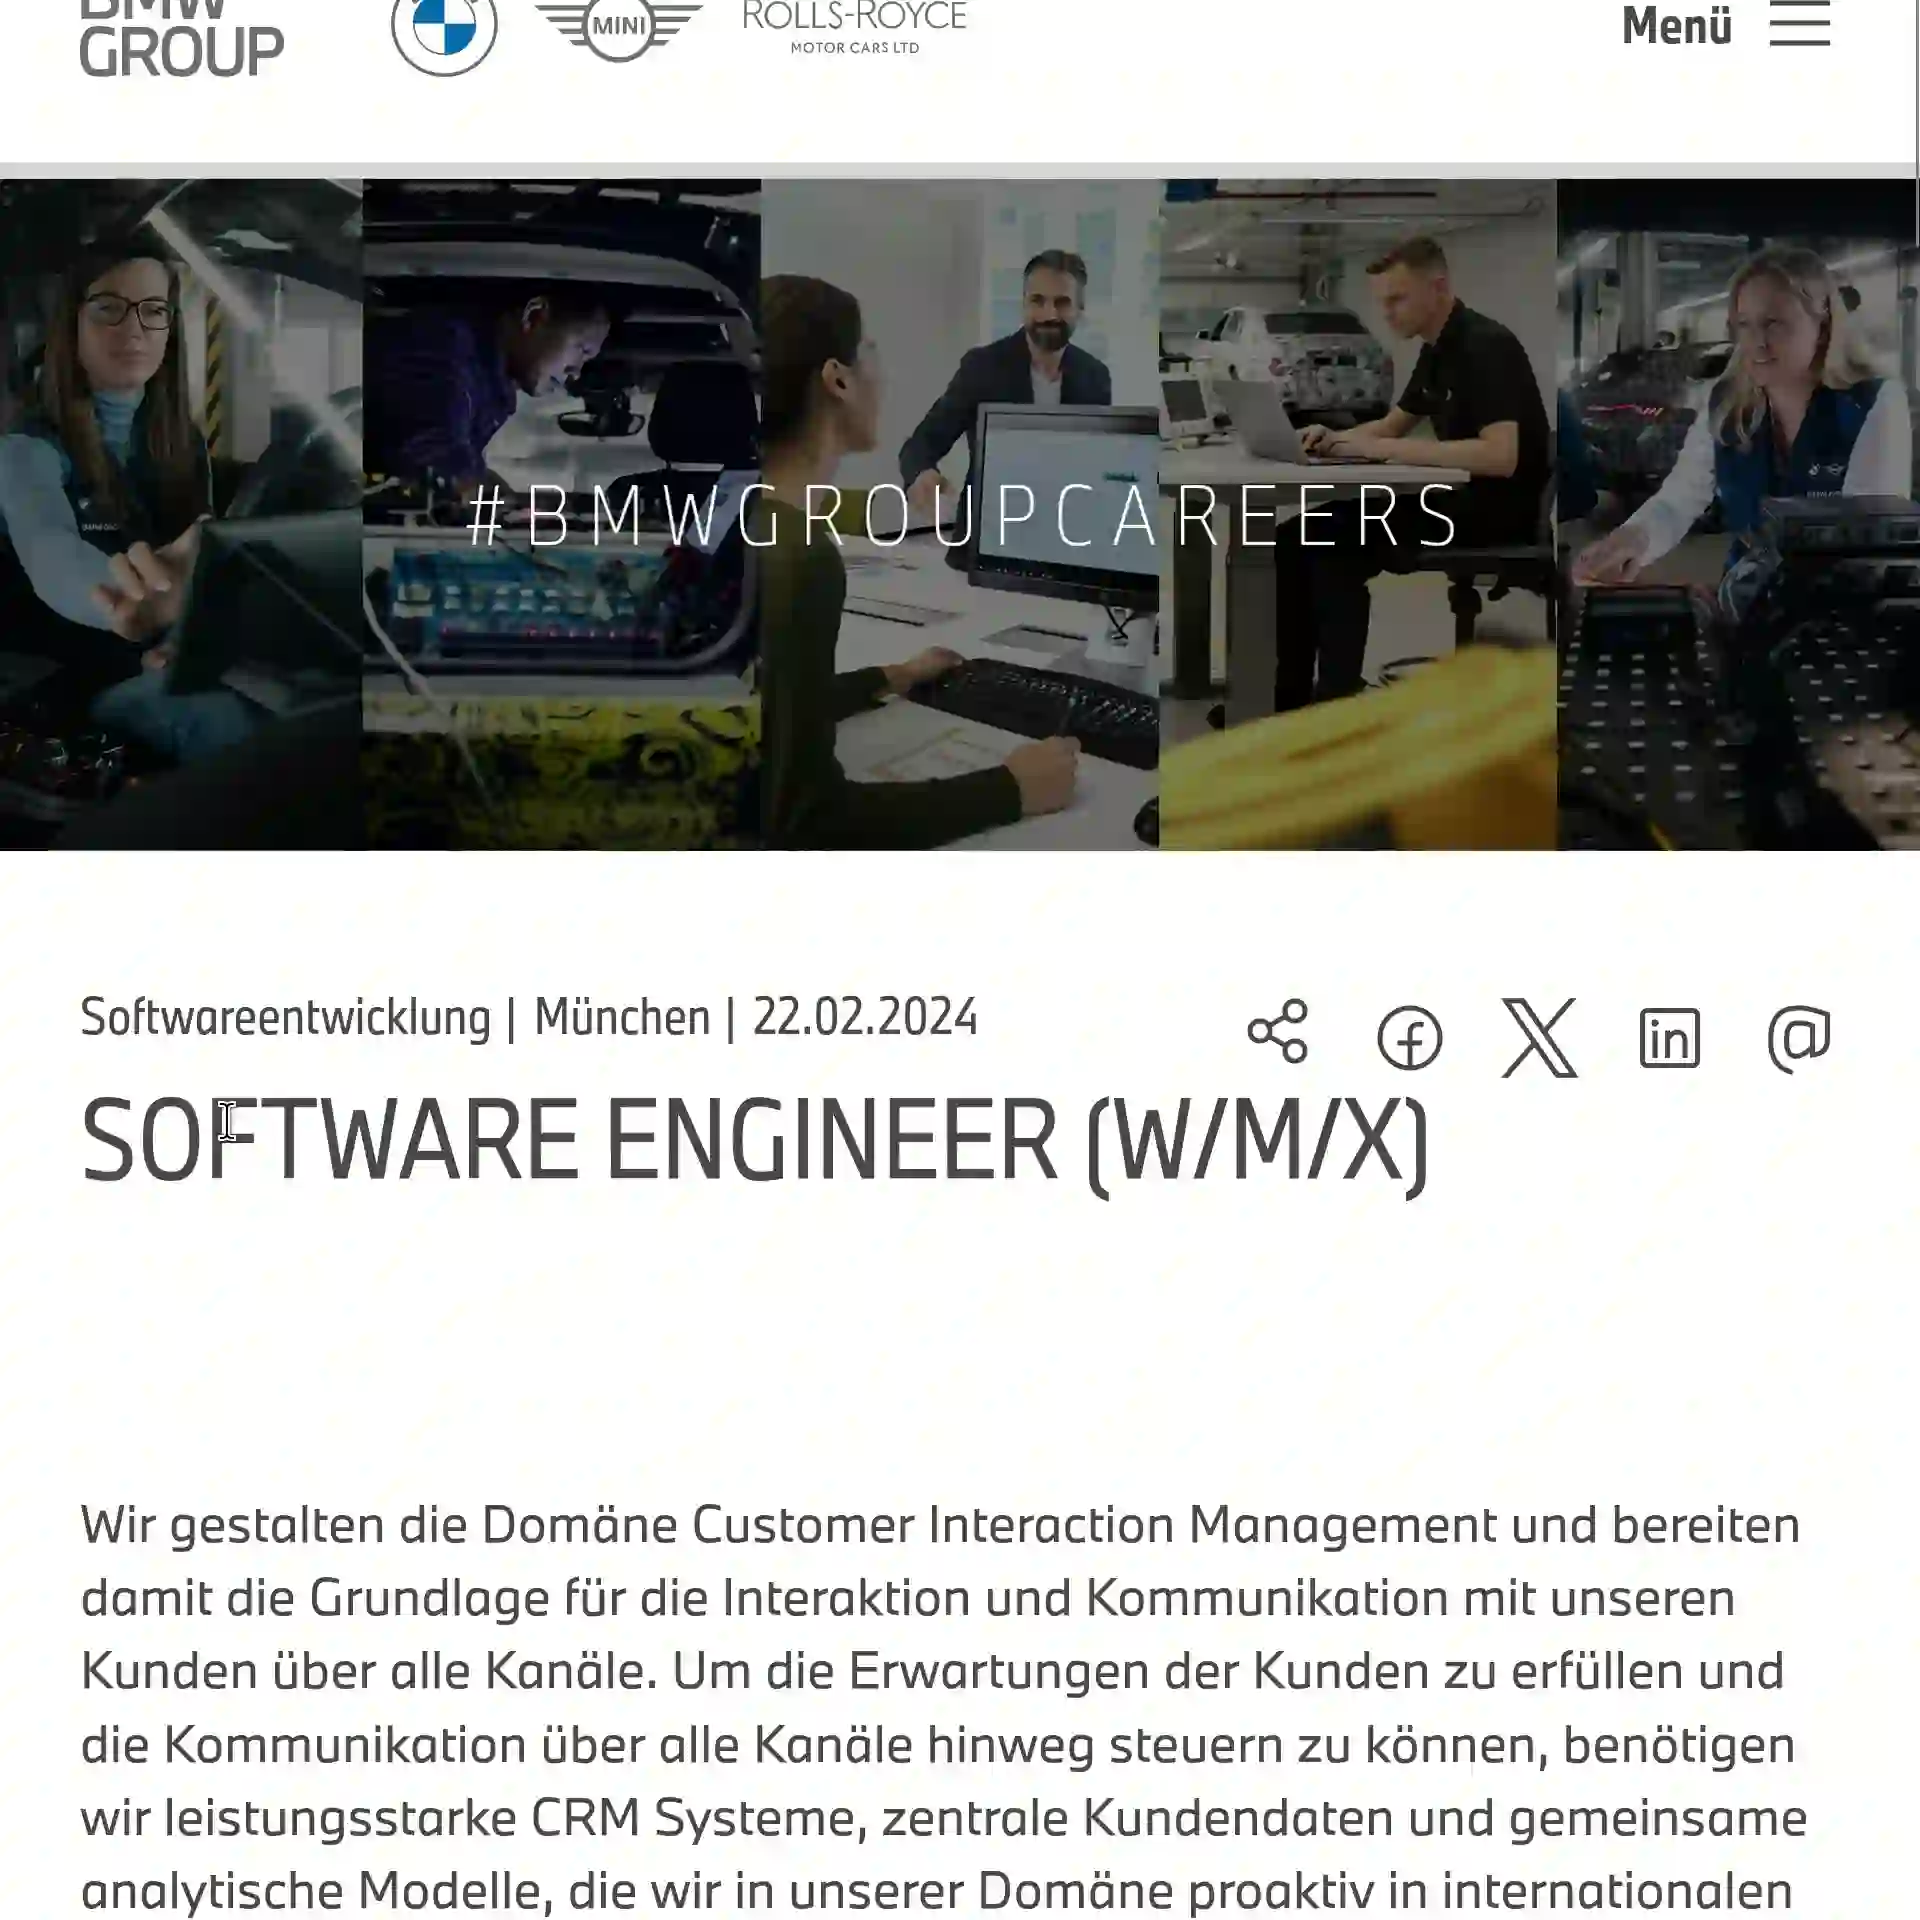 BMW
GROUP
MINI
ROLLS-ROYCE
MOTOR CARS LTD
Menü
#BMWGROUPCAREERS
Softwareentwicklung | München | 22.02.2024
SOFTWARE ENGINEER (W/M/X)
Wir gestalten die Domäne Customer Interaction Management und bereiten
damit die Grundlage für die Interaktion und Kommunikation mit unseren
Kunden über alle Kanäle. Um die Erwartungen der Kunden zu erfüllen und
die Kommunikation über alle Kanäle hinweg steuern zu können, benötigen
wir leistungsstarke CRM Systeme, zentrale Kundendaten und gemeinsame
analytische Modelle, die wir in unserer Domäne proaktiv in internationalen